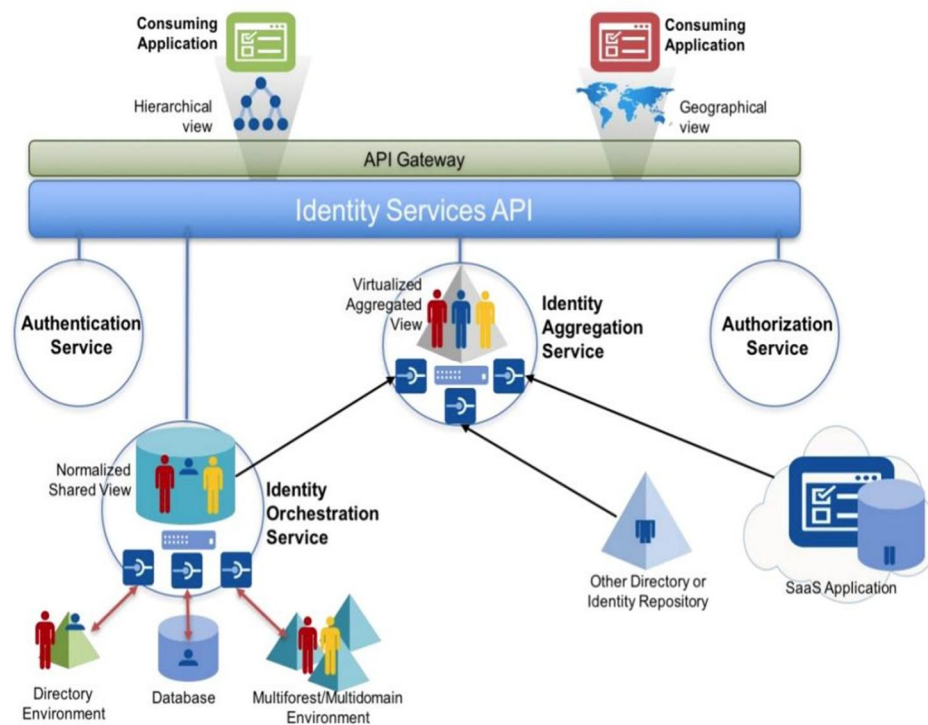 Consuming
Application
Consuming
Application
Hierarchical
view
Geographical
view
API Gateway
Identity Services API
Authentication
Service
Virtualized
Aggregated
View
Identity
Aggregation
Service
Authorization
Service
Normalized
Shared View
Identity
Orchestration
Service
Other Directory or
Identity Repository
SaaS Application
Directory
Environment
Database
Multiforest/Multidomain
Environment